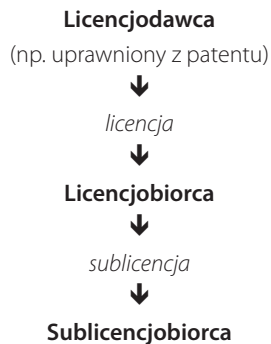 Licencjodawca
(np. uprawniony z patentu)
licencja
Licencjobiorca
sublicencja
Sublicencjobiorca